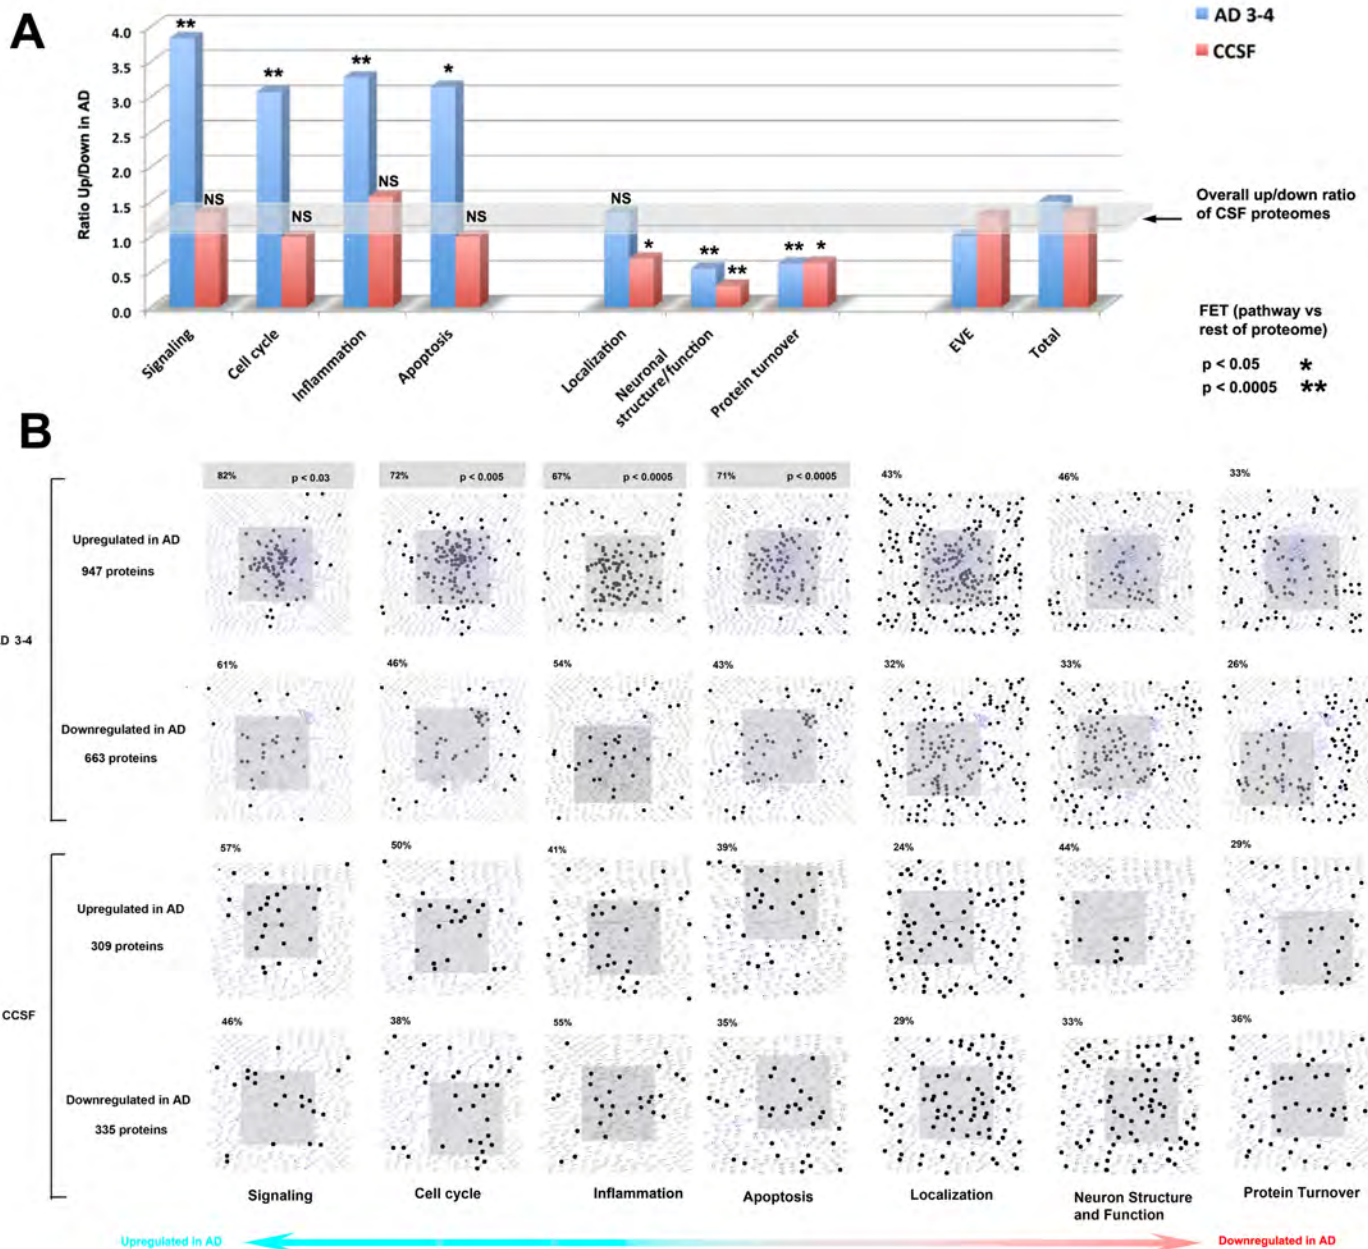 A
AD 3-4
CCSF
Ratio Up/Down in AD
4.0
3.5
3.0
2.5
2.0
1.5
1.0
0.5
0.0
** NS
** NS
** NS
* NS
NS *
** **
** *
Overall up/down ratio
of CSF proteomes
FET (pathway vs
rest of proteome)
p < 0.05 *
p < 0.0005 **
Signaling
Cell cycle
Inflammation
Apoptosis
Localization
Neuronal
structure/function
Protein turnover
EVE
Total
B
82% p < 0.03 72% p < 0.005 67% p < 0.0005 71% p < 0.0005 43% 46% 33%
Upregulated in AD
947 proteins
D 3-4
61% 46% 54% 43% 32% 33% 26%
Downregulated in AD
663 proteins
57% 50% 41% 39% 24% 44% 29%
Upregulated in AD
309 proteins
CCSF
46% 38% 55% 35% 29% 33% 36%
Downregulated in AD
335 proteins
Signaling Cell cycle Inflammation Apoptosis Localization Neuron Structure
and Function Protein Turnover
Upregulated in AD Downregulated in AD